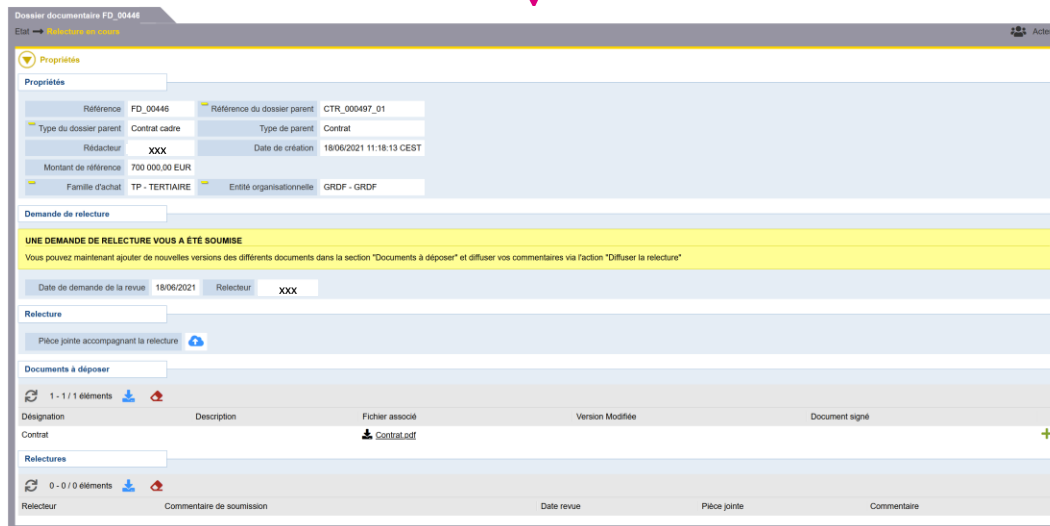 Dossier documentaire FD_00446
Etat → Relecture en cours
Propriétés
Propriétés
Référence FD_00446 Référence du dossier parent CTR_000497_01
Type du dossier parent Contrat cadre Type de parent Contrat
Rédacteur XXX Date de création 18/06/2021 11:18:13 CEST
Montant de référence 700 000,00 EUR
Famille d'achat TP - TERTIAIRE Entité organisationnelle GRDF - GRDF
Demande de relecture
UNE DEMANDE DE RELECTURE VOUS A ÉTÉ SOUMISE
Vous pouvez maintenant ajouter de nouvelles versions des différents documents dans la section "Documents à déposer" et diffuser vos commentaires via l'action "Diffuser la relecture"
Date de demande de la revue 18/06/2021 Relecteur XXX
Relecture
Pièce jointe accompagnant la relecture
Documents à déposer
1 - 1 / 1 éléments
Désignation Description Fichier associé Version Modifiée Document signé
Contrat Contrat.pdf
Relectures
0 - 0 / 0 éléments
Relecteur Commentaire de soumission Date revue Pièce jointe Commentaire